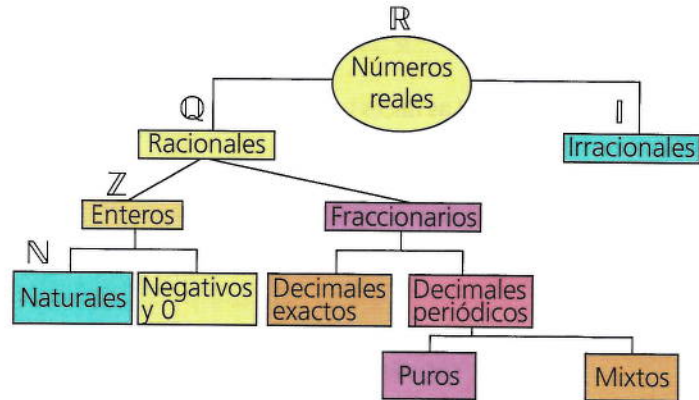 ℝ
Números
reales
ℚ
𝕀
Racionales
Irracionales
ℤ
Enteros
Fraccionarios
ℕ
Naturales
Negativos
y 0
Decimales
exactos
Decimales
periódicos
Puros
Mixtos